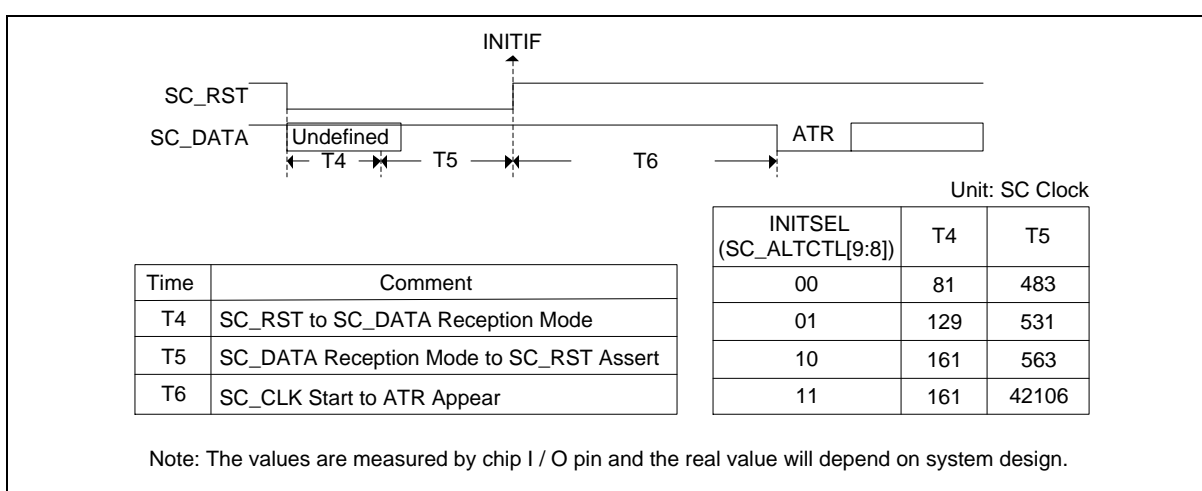 INITIF
SC_RST
SC_DATA Undefined ATR
T4 T5 T6
Unit: SC Clock
INITSEL (SC_ALTCTL[9:8]) T4 T5
00 81 483
01 129 531
10 161 563
11 161 42106
Time Comment
T4 SC_RST to SC_DATA Reception Mode
T5 SC_DATA Reception Mode to SC_RST Assert
T6 SC_CLK Start to ATR Appear
Note: The values are measured by chip I / O pin and the real value will depend on system design.